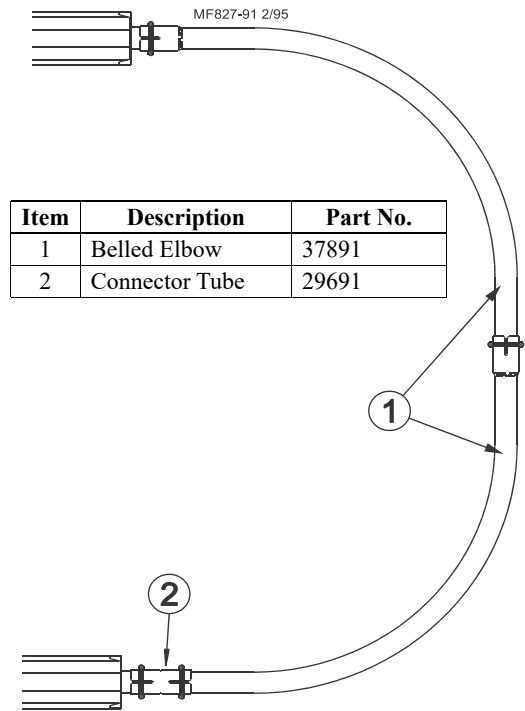 MF827-91 2/95
Item Description Part No.
1 Belled Elbow 37891
2 Connector Tube 29691
1
2